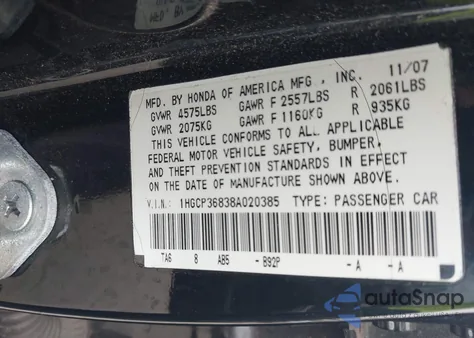 11/07
MFD. BY HONDA OF AMERICA MFG., INC.
GVWR 4575LBS GAWR F 2557LBS R 2061LBS
GVWR 2075KG GAWR F 1160KG R 935KG
THIS VEHICLE CONFORMS TO ALL APPLICABLE
FEDERAL MOTOR VEHICLE SAFETY, BUMPER,
AND THEFT PREVENTION STANDARDS IN EFFECT
ON THE DATE OF MANUFACTURE SHOWN ABOVE.
V.I.N.: 1HGCP36838A020385 TYPE: PASSENGER CAR
TA6 8 AB5 - B92P -A -A
autoSnap